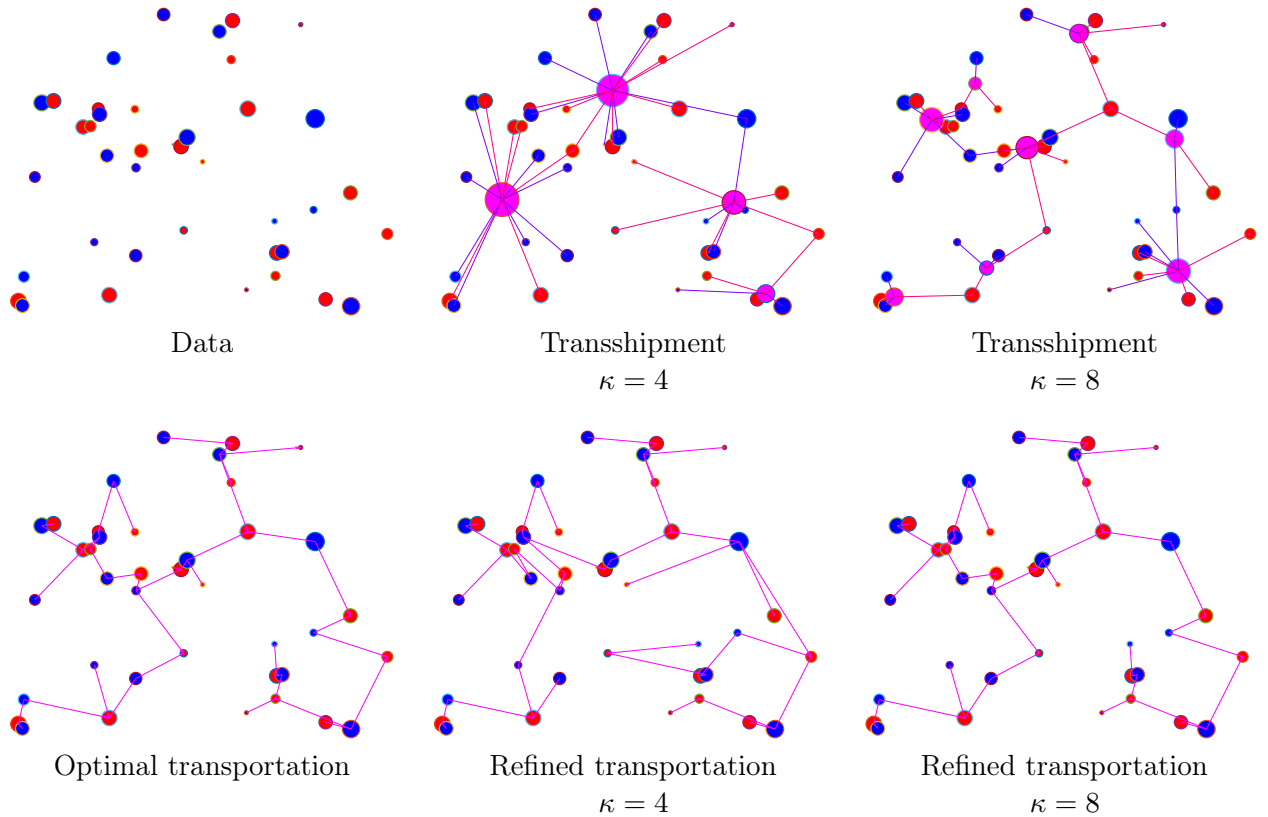 Data
Transshipment
κ = 4
Transshipment
κ = 8
Optimal transportation
Refined transportation
κ = 4
Refined transportation
κ = 8